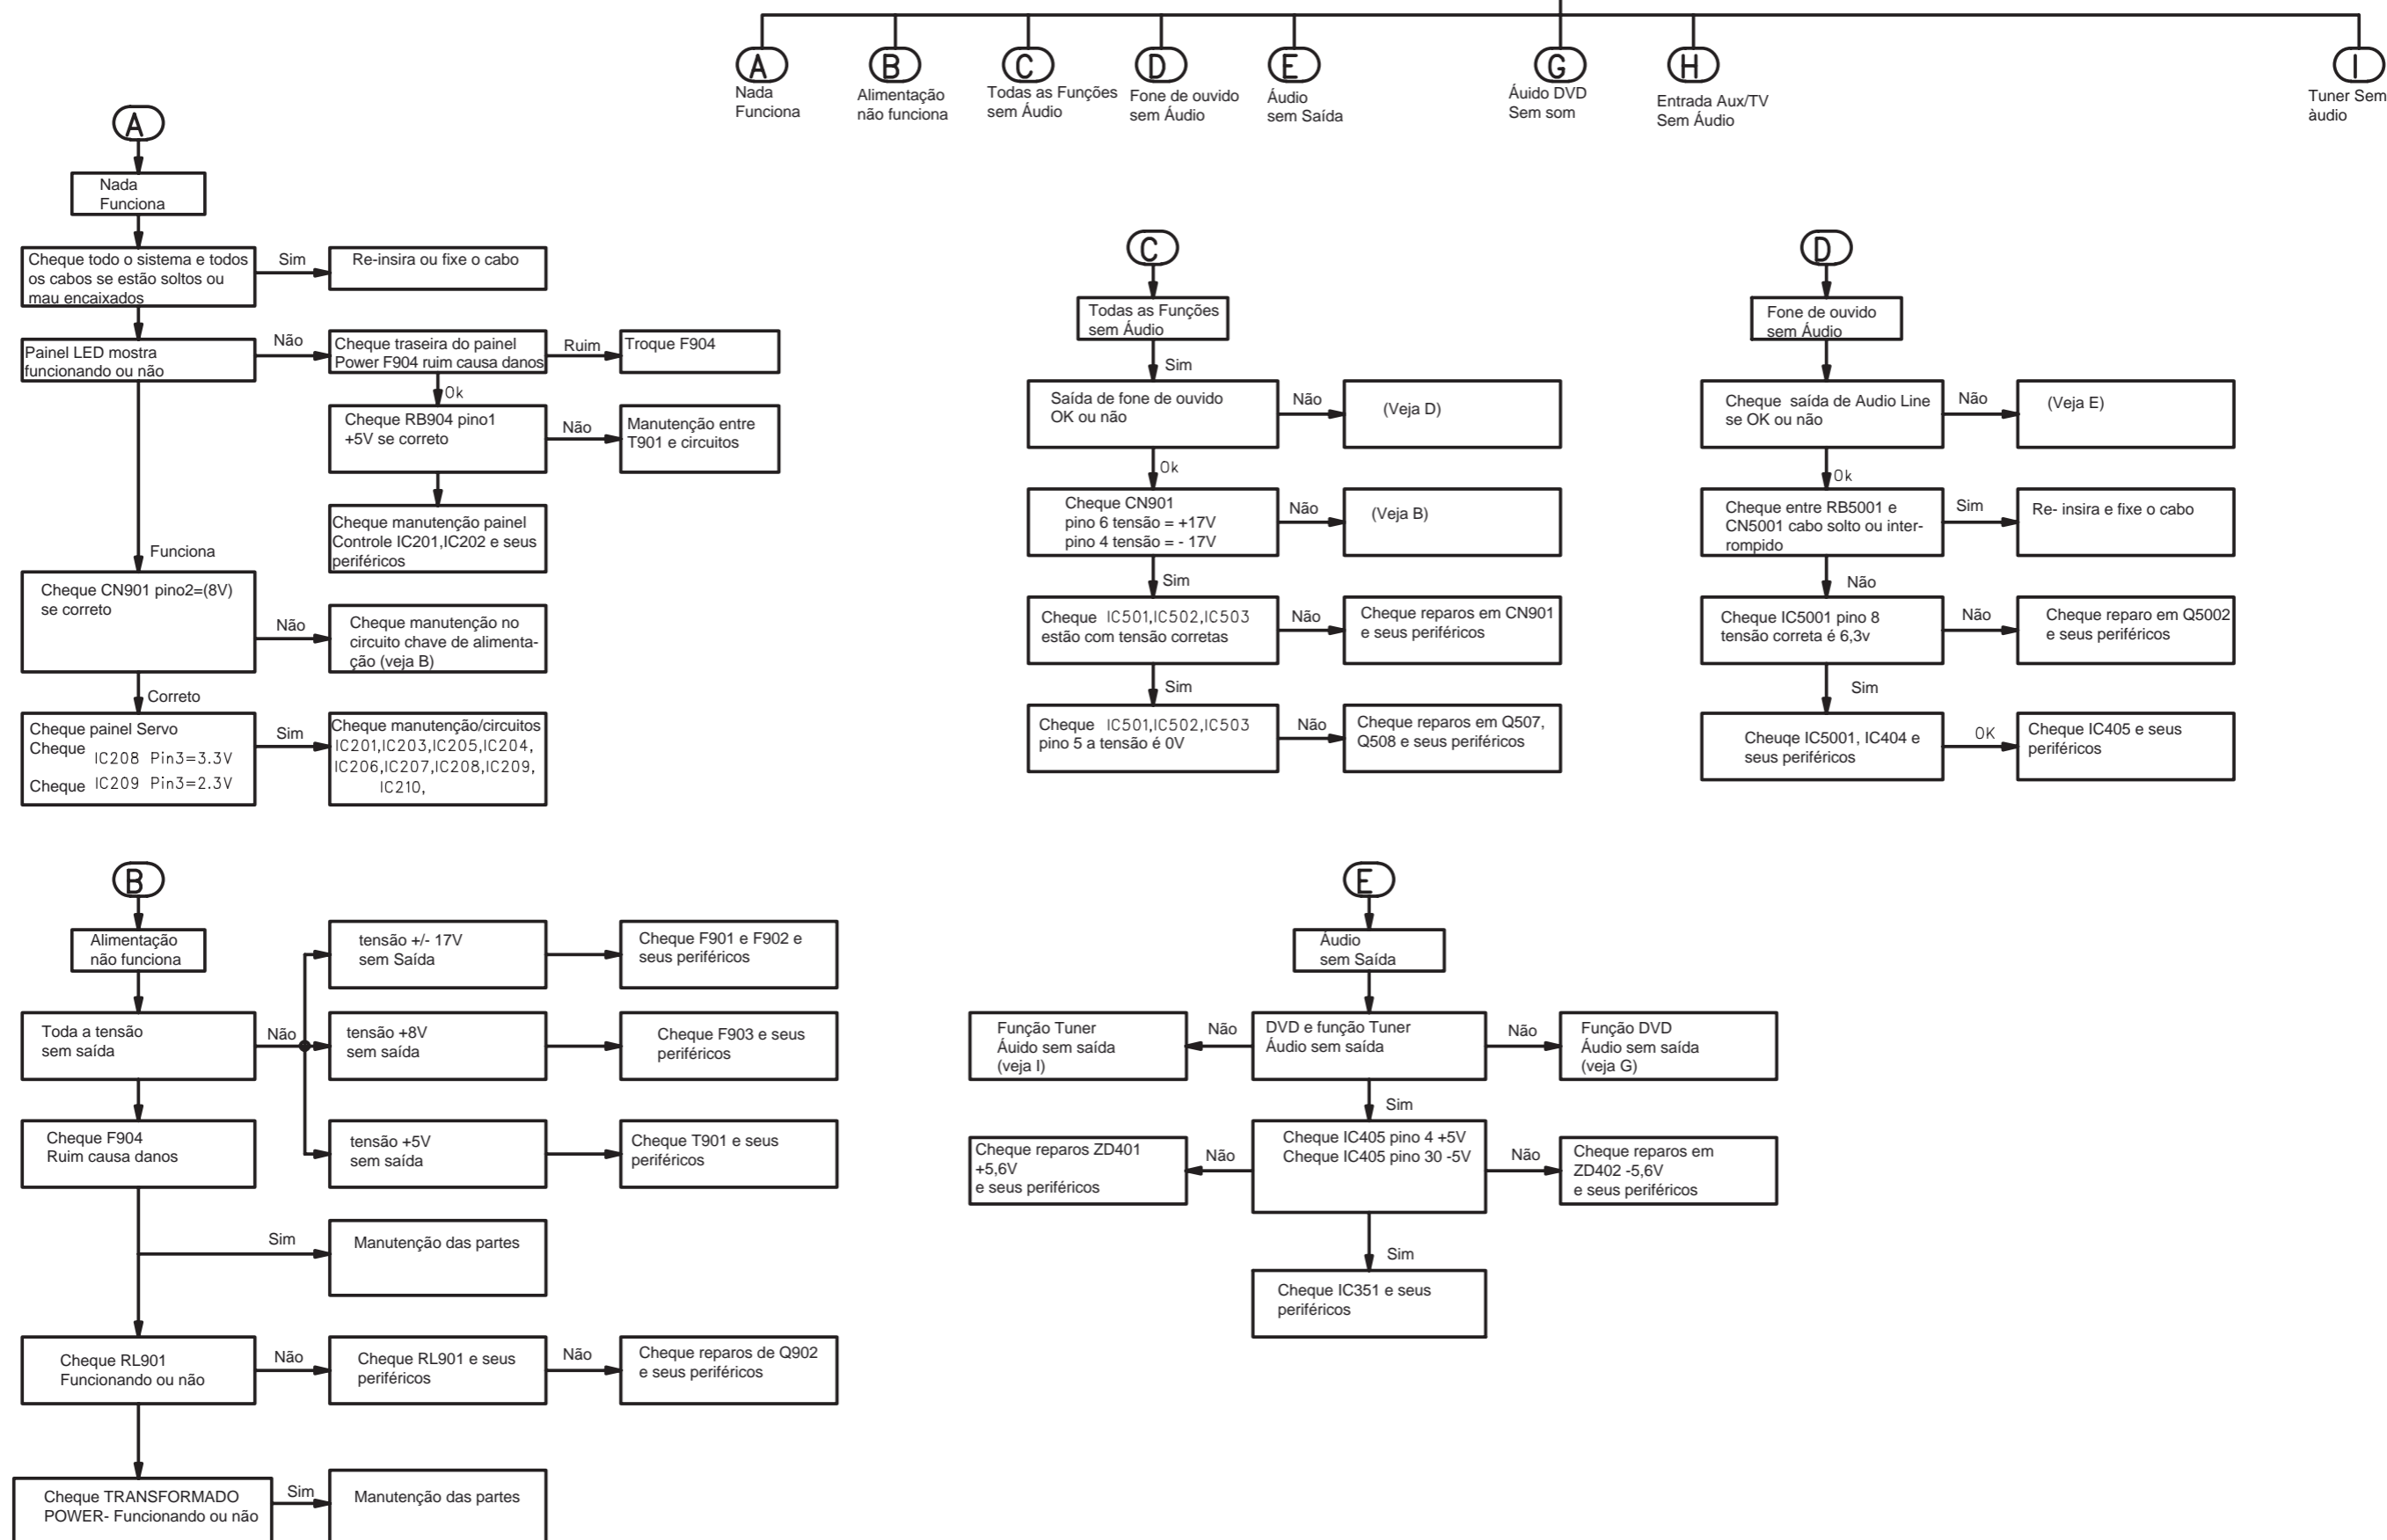 A
Nada
Funciona
B
Alimentação
não funciona
C
Todas as Funções
sem Áudio
D
Fone de ouvido
sem Áudio
E
Áudio
sem Saída
G
Áuido DVD
Sem som
H
Entrada Aux/TV
Sem Áudio
I
Tuner Sem
àudio
A
Nada
Funciona
Cheque todo o sistema e todos
os cabos se estão soltos ou
mau encaixados
Sim
Re-insira ou fixe o cabo
Painel LED mostra
funcionando ou não
Não
Cheque traseira do painel
Power F904 ruim causa danos
Ruim
Troque F904
Ok
Cheque RB904 pino1
+5V se correto
Não
Manutenção entre
T901 e circuitos
Cheque manutenção painel
Controle IC201,IC202 e seus
periféricos
Funciona
Cheque CN901 pino2=(8V)
se correto
Não
Cheque manutenção no
circuito chave de alimenta-
ção (veja B)
Correto
Cheque painel Servo
Cheque IC208 Pin3=3.3V
Cheque IC209 Pin3=2.3V
Sim
Cheque manutenção/circuitos
IC201,IC203,IC205,IC204,
IC206,IC207,IC208,IC209,
IC210,
C
Todas as Funções
sem Áudio
Sim
Saída de fone de ouvido
OK ou não
Não
(Veja D)
Ok
Cheque CN901
pino 6 tensão = +17V
pino 4 tensão = - 17V
Não
(Veja B)
Sim
Cheque IC501,IC502,IC503
estão com tensão corretas
Não
Cheque reparos em CN901
e seus periféricos
Sim
Cheque IC501,IC502,IC503
pino 5 a tensão é 0V
Não
Cheque reparos em Q507,
Q508 e seus periféricos
D
Fone de ouvido
sem Áudio
Cheque saída de Audio Line
se OK ou não
Não
(Veja E)
Ok
Cheque entre RB5001 e
CN5001 cabo solto ou inter-
rompido
Sim
Re- insira e fixe o cabo
Não
Cheque IC5001 pino 8
tensão correta é 6,3v
Não
Cheque reparo em Q5002
e seus periféricos
Sim
Cheuqe IC5001, IC404 e
seus periféricos
OK
Cheque IC405 e seus
periféricos
B
Alimentação
não funciona
Toda a tensão
sem saída
Não
tensão +/- 17V
sem Saída
Cheque F901 e F902 e
seus periféricos
tensão +8V
sem saída
Cheque F903 e seus
periféricos
tensão +5V
sem saída
Cheque T901 e seus
periféricos
Cheque F904
Ruim causa danos
Sim
Manutenção das partes
Cheque RL901
Funcionando ou não
Não
Cheque RL901 e seus
periféricos
Não
Cheque reparos de Q902
e seus periféricos
Cheque TRANSFORMADO
POWER- Funcionando ou não
Sim
Manutenção das partes
E
Áudio
sem Saída
DVD e função Tuner
Áudio sem saída
Não
Função Tuner
Áuido sem saída
(veja I)
Não
Função DVD
Áudio sem saída
(veja G)
Sim
Cheque IC405 pino 4 +5V
Cheque IC405 pino 30 -5V
Não
Cheque reparos ZD401
+5,6V
e seus periféricos
Não
Cheque reparos em
ZD402 -5,6V
e seus periféricos
Sim
Cheque IC351 e seus
periféricos